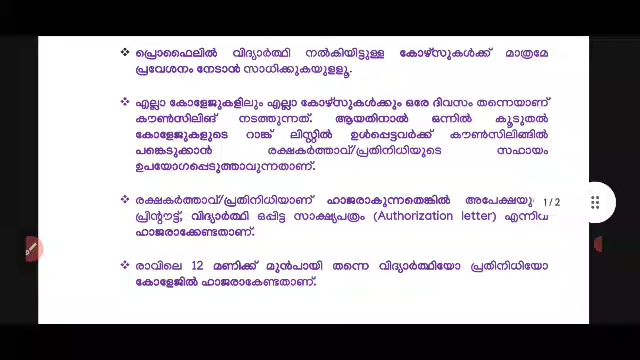 ❖ പ്രൊഫൈലിൽ വിദ്യാർത്ഥി നൽകിയിട്ടുള്ള കോഴ്സുകൾക്ക് മാത്രമേ
പ്രവേശനം നേടാൻ സാധിക്കുകയുളളൂ.
❖ എല്ലാ കോളേജുകളിലും എല്ലാ കോഴ്സുകൾക്കും ഒരേ ദിവസം തന്നെയാണ്
കൗൺസിലിങ് നടത്തുന്നത്. ആയതിനാൽ ഒന്നിൽ കൂടുതൽ
കോളേജുകളുടെ റാങ്ക് ലിസ്റ്റിൽ ഉൾപ്പെട്ടവർക്ക് കൗൺസിലിങ്ങിൽ
പങ്കെടുക്കാൻ രക്ഷകർത്താവ്/പ്രതിനിധിയുടെ സഹായം
ഉപയോഗപ്പെടുത്താവുന്നതാണ്.
❖ രക്ഷകർത്താവ്/പ്രതിനിധിയാണ് ഹാജരാകുന്നതെങ്കിൽ
പ്രിന്റൗട്ട്, വിദ്യാർത്ഥി ഒപ്പിട്ട സാക്ഷ്യപത്രം (Authorization letter) എന്നിവ
ഹാജരാക്കേണ്ടതാണ്.
1/2
❖ രാവിലെ 12 മണിക്ക് മുൻപായി തന്നെ വിദ്യാർത്ഥിയോ പ്രതിനിധിയോ
കോളേജിൽ ഹാജരാകേണ്ടതാണ്.